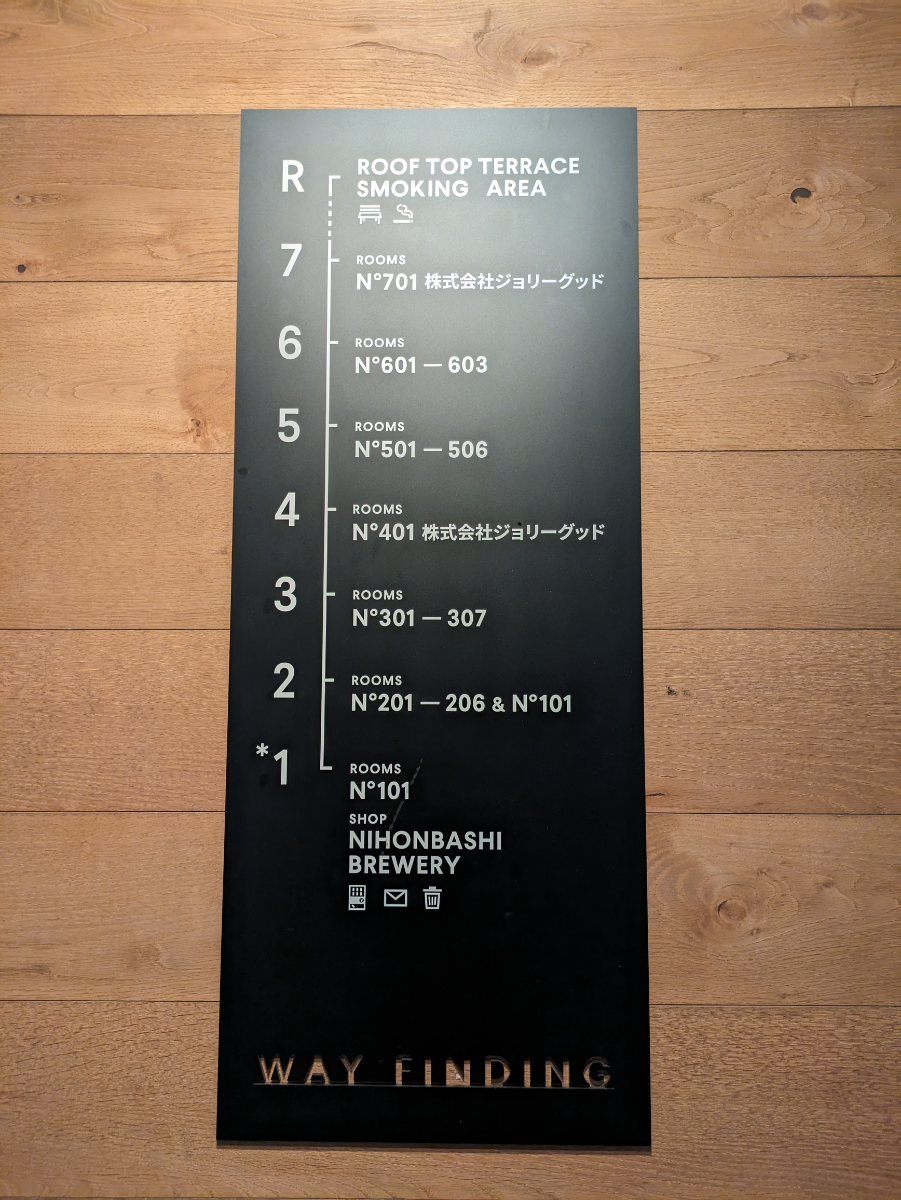 R
ROOF TOP TERRACE
SMOKING AREA
7
ROOMS
N°701 株式会社ジョリーグッド
6
ROOMS
N°601 — 603
5
ROOMS
N°501 — 506
4
ROOMS
N°401 株式会社ジョリーグッド
3
ROOMS
N°301 — 307
2
ROOMS
N°201 — 206 & N°101
*1
ROOMS
N°101
SHOP
NIHONBASHI
BREWERY
WAY FINDING